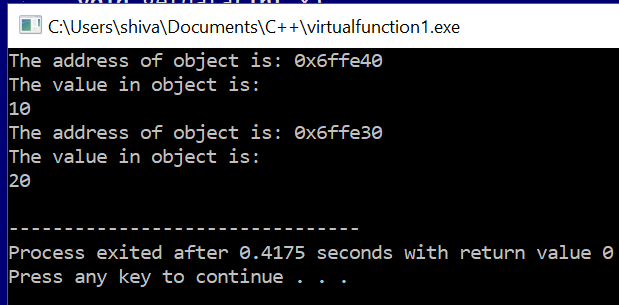 C:\Users\shiva\Documents\C++\virtualfunction1.exe
The address of object is: 0x6ffe40
The value in object is:
10
The address of object is: 0x6ffe30
The value in object is:
20
--------------------------------
Process exited after 0.4175 seconds with return value 0
Press any key to continue . . .